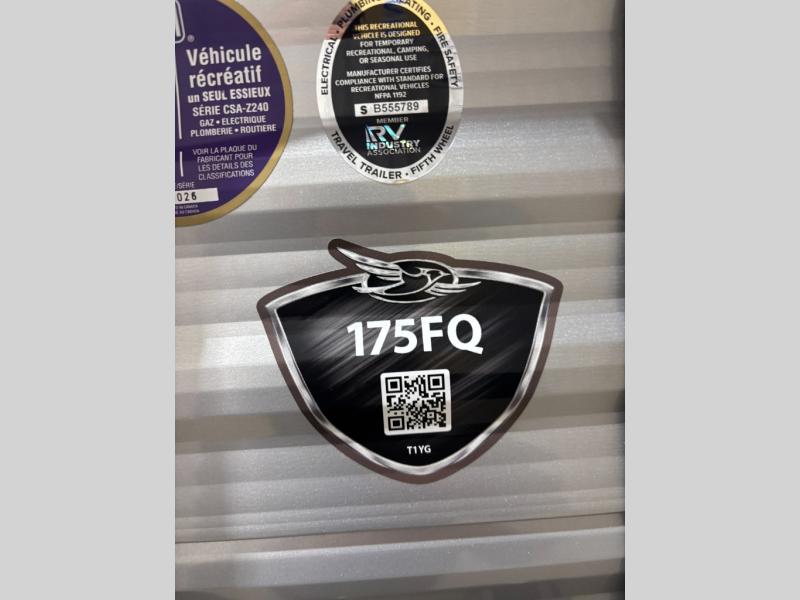 Véhicule
récréatif
un SEUL ESSIEUX
SÉRIE CSA-Z240
GAZ • ELECTRIQUE
PLOMBERIE • ROUTIERE
VOIR LA PLAQUE DU
FABRICANT POUR
LES DETAILS DES
CLASSIFICATIONS
026
ELECTRICAL • PLUMBING • HEATING • FIRE SAFETY
THIS RECREATIONAL
VEHICLE IS DESIGNED
FOR TEMPORARY
RECREATIONAL, CAMPING,
OR SEASONAL USE
MANUFACTURER CERTIFIES
COMPLIANCE WITH STANDARD FOR
RECREATIONAL VEHICLES
NFPA 1192
S B555789
MEMBER
RV
INDUSTRY
ASSOCIATION
TRAVEL TRAILER • FIFTH WHEEL
175FQ
T1YG